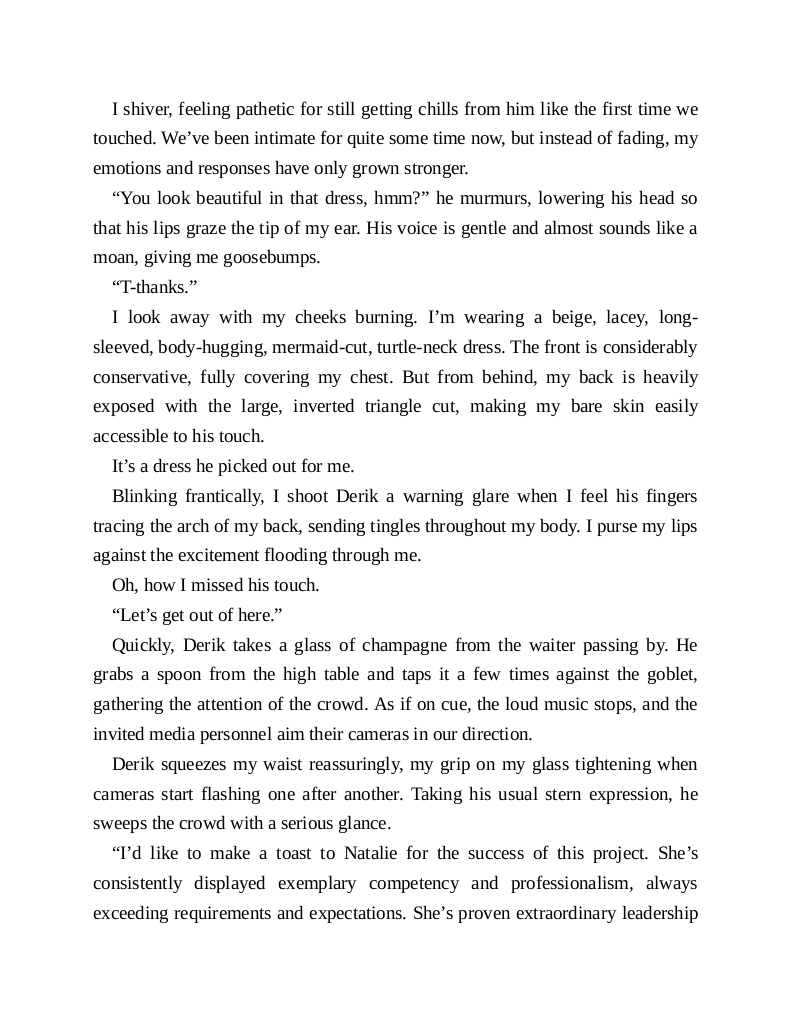 I shiver, feeling pathetic for still getting chills from him like the first time we
touched. We’ve been intimate for quite some time now, but instead of fading, my
emotions and responses have only grown stronger.
“You look beautiful in that dress, hmm?” he murmurs, lowering his head so
that his lips graze the tip of my ear. His voice is gentle and almost sounds like a
moan, giving me goosebumps.
“T-thanks.”
I look away with my cheeks burning. I’m wearing a beige, lacey, long-
sleeved, body-hugging, mermaid-cut, turtle-neck dress. The front is considerably
conservative, fully covering my chest. But from behind, my back is heavily
exposed with the large, inverted triangle cut, making my bare skin easily
accessible to his touch.
It’s a dress he picked out for me.
Blinking frantically, I shoot Derik a warning glare when I feel his fingers
tracing the arch of my back, sending tingles throughout my body. I purse my lips
against the excitement flooding through me.
Oh, how I missed his touch.
“Let’s get out of here.”
Quickly, Derik takes a glass of champagne from the waiter passing by. He
grabs a spoon from the high table and taps it a few times against the goblet,
gathering the attention of the crowd. As if on cue, the loud music stops, and the
invited media personnel aim their cameras in our direction.
Derik squeezes my waist reassuringly, my grip on my glass tightening when
cameras start flashing one after another. Taking his usual stern expression, he
sweeps the crowd with a serious glance.
“I’d like to make a toast to Natalie for the success of this project. She’s
consistently displayed exemplary competency and professionalism, always
exceeding requirements and expectations. She’s proven extraordinary leadership